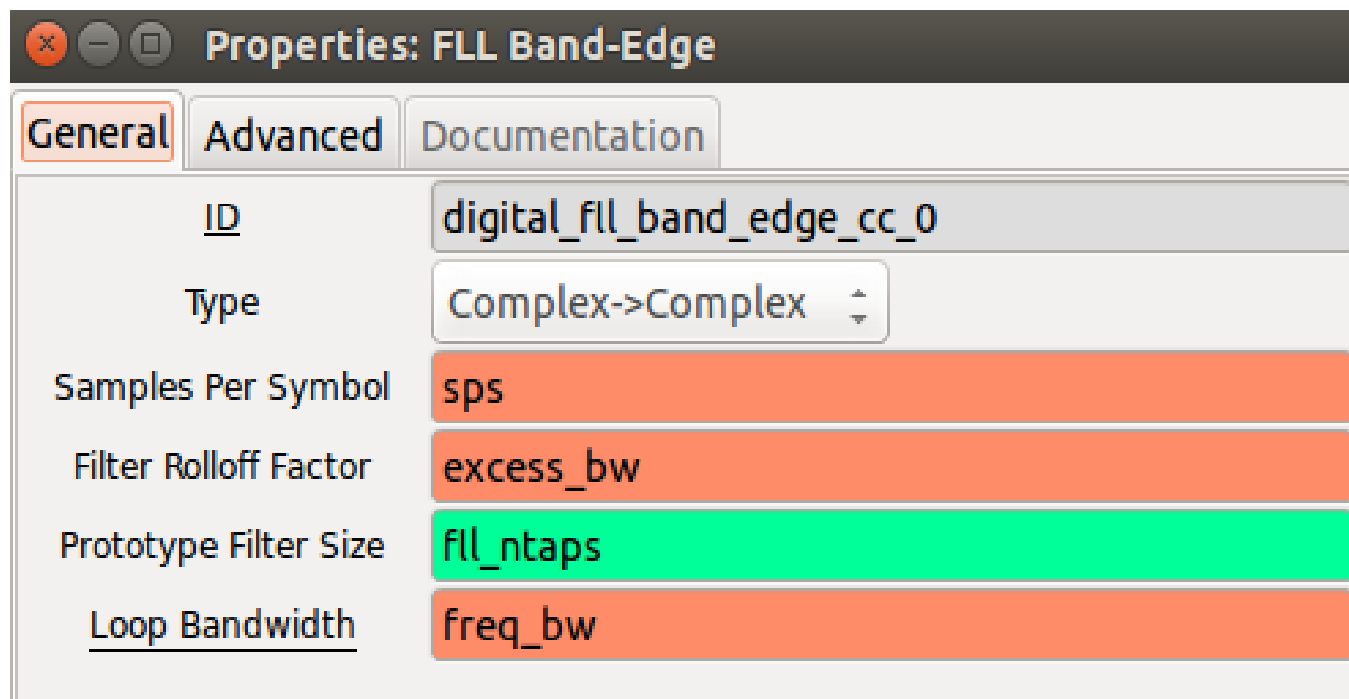 Properties: FLL Band-Edge
General Advanced Documentation
ID digital_fll_band_edge_cc_0
Type Complex->Complex
Samples Per Symbol sps
Filter Rolloff Factor excess_bw
Prototype Filter Size fll_ntaps
Loop Bandwidth freq_bw